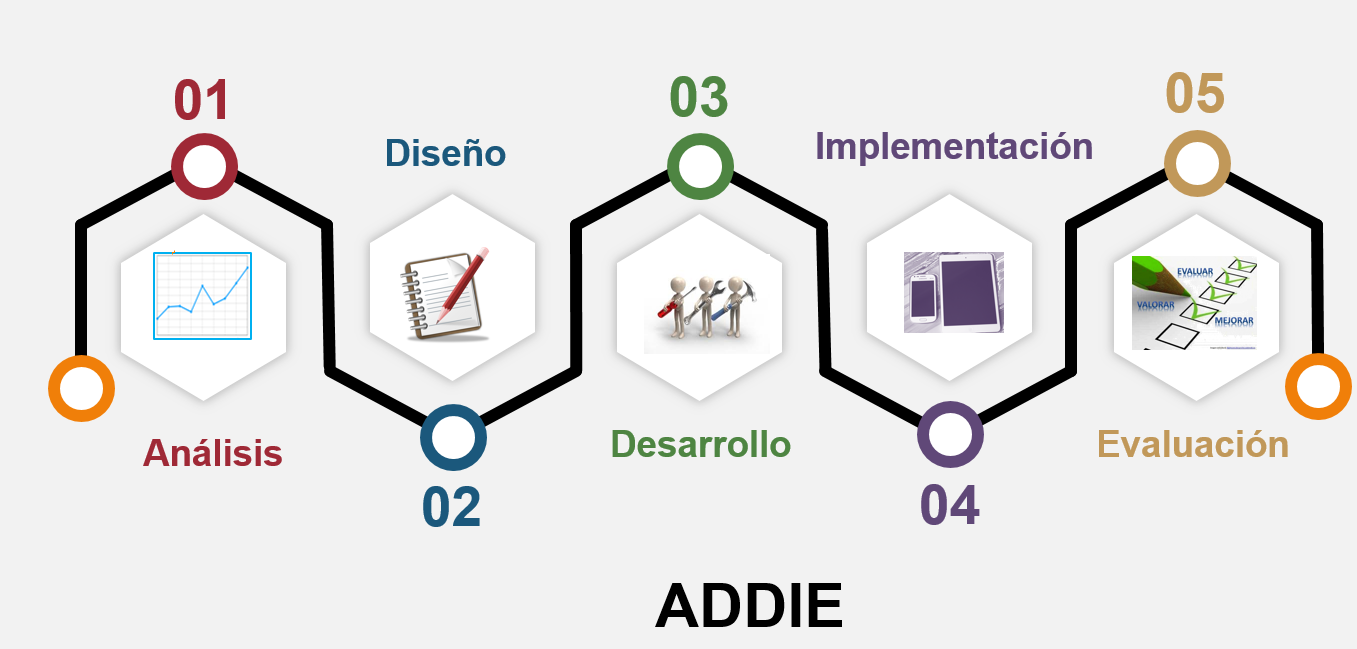 01
Análisis
Diseño
02
03
Desarrollo
Implementación
04
05
EVALUAR
VALORAR
MEJORAR
Evaluación
ADDIE